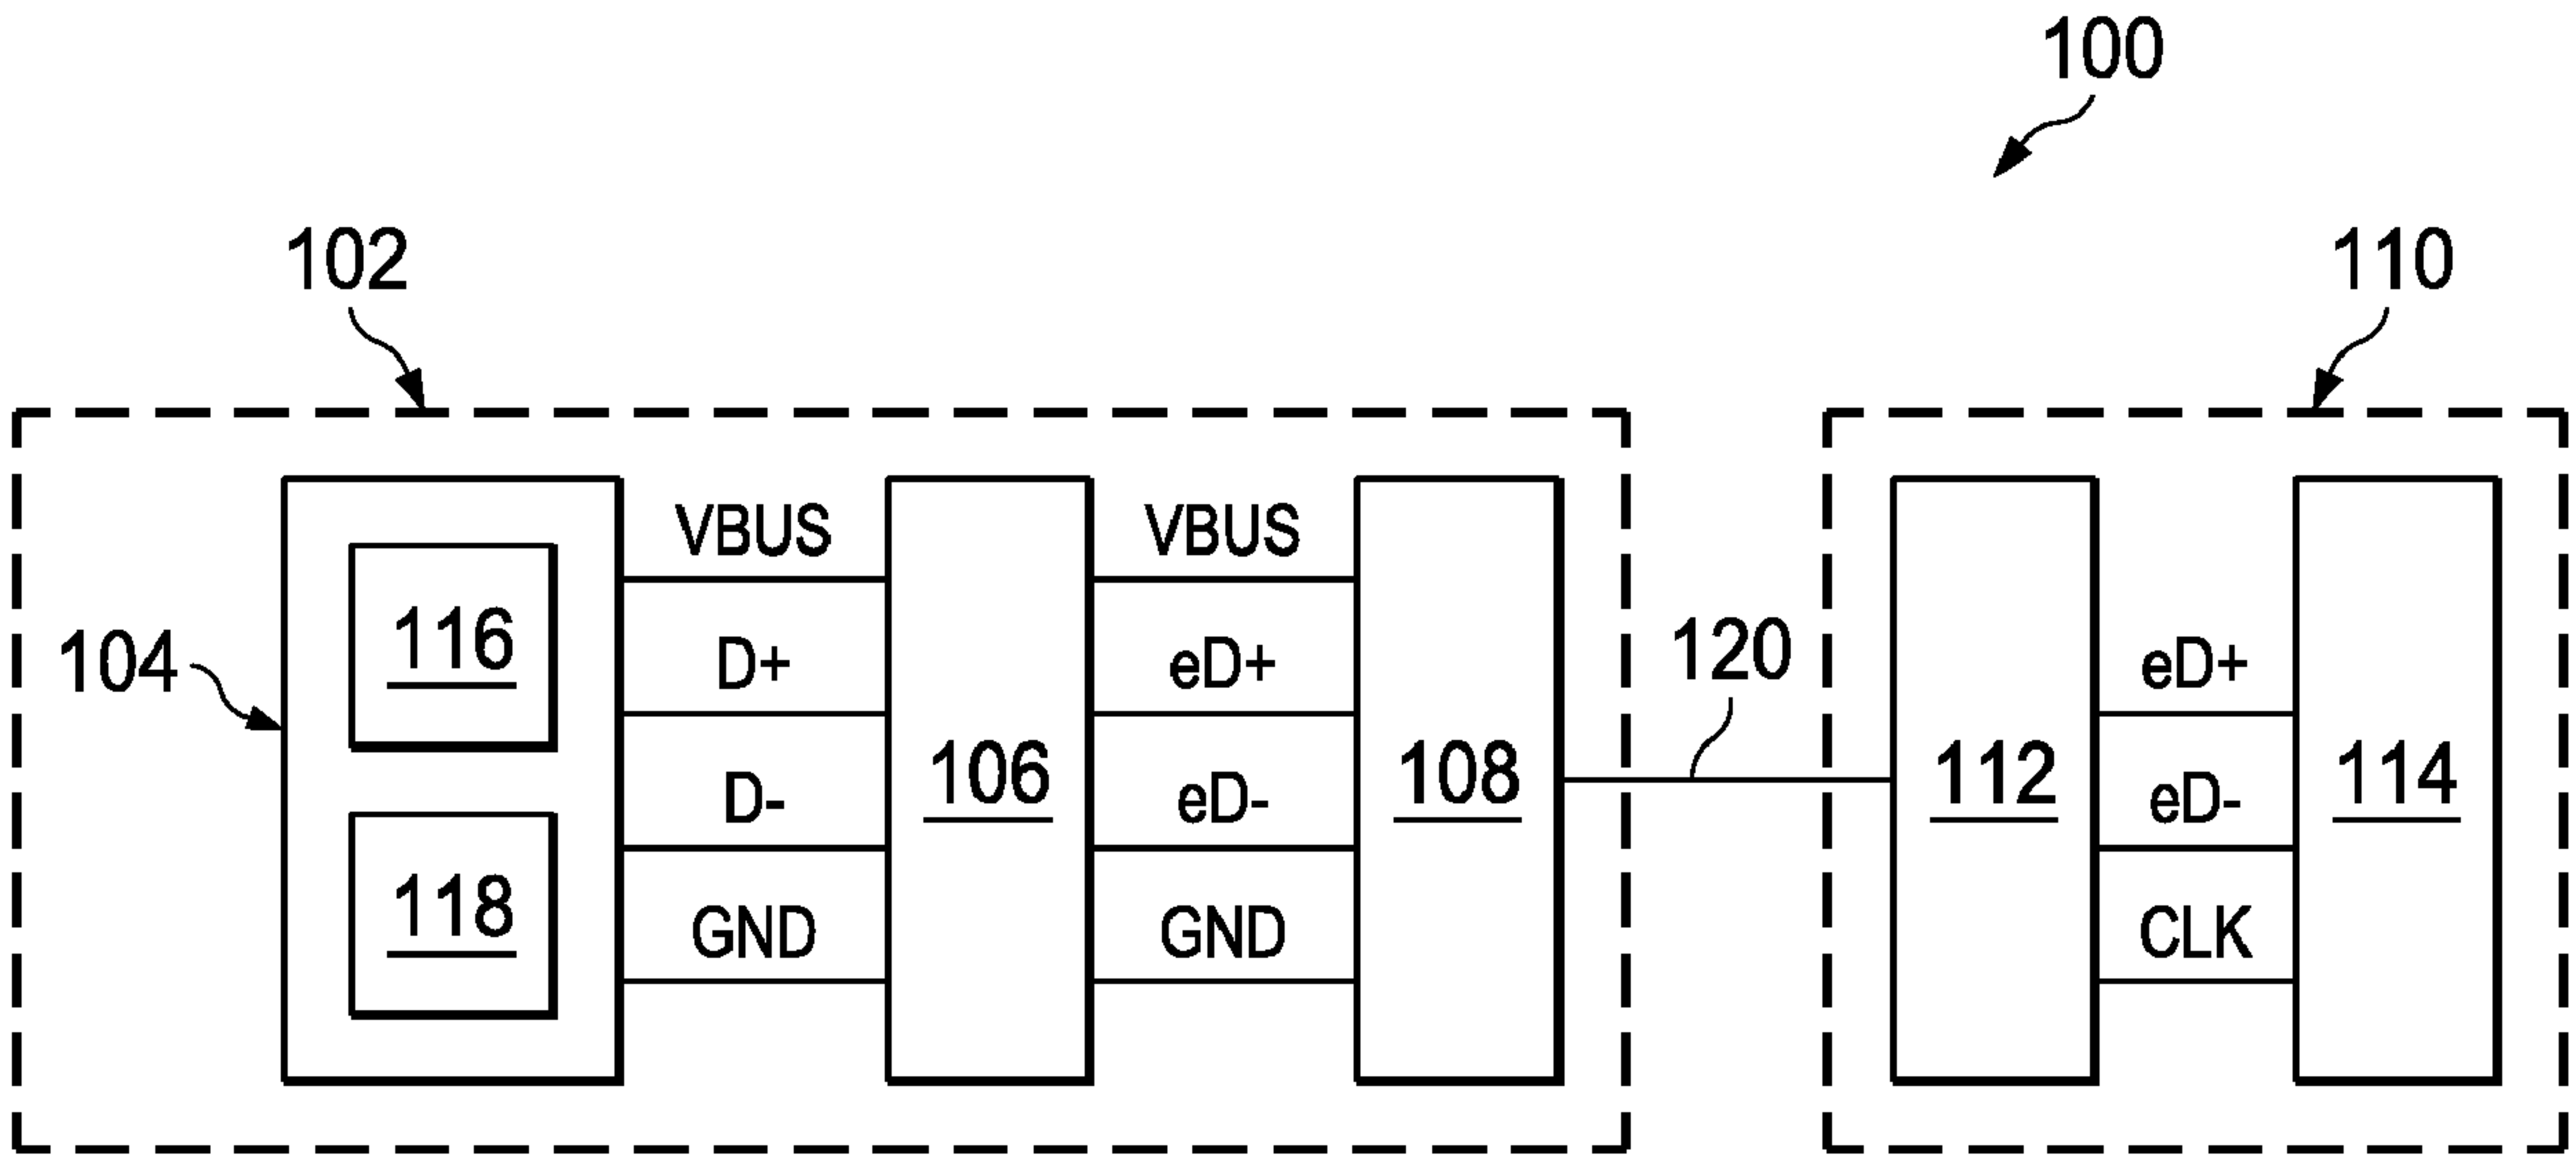 100
102
110
VBUS
VBUS
116
104
D+
eD+
120
eD+
106
108
112
114
D-
eD-
eD-
118
GND
GND
CLK